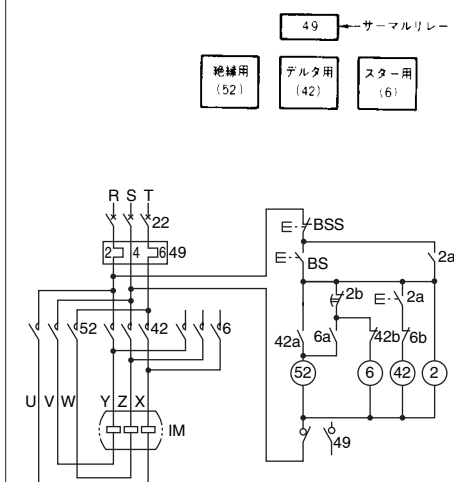 49 サーマルリレー
絶縁用 デルタ用 スター用
(52) (42) (6)
R S T
22
2 4 6 49
BSS
BS 2a
2b 2a
52 42 6 42a 6a 42b 6b
52 6 42 2
U V W Y Z X
IM 49